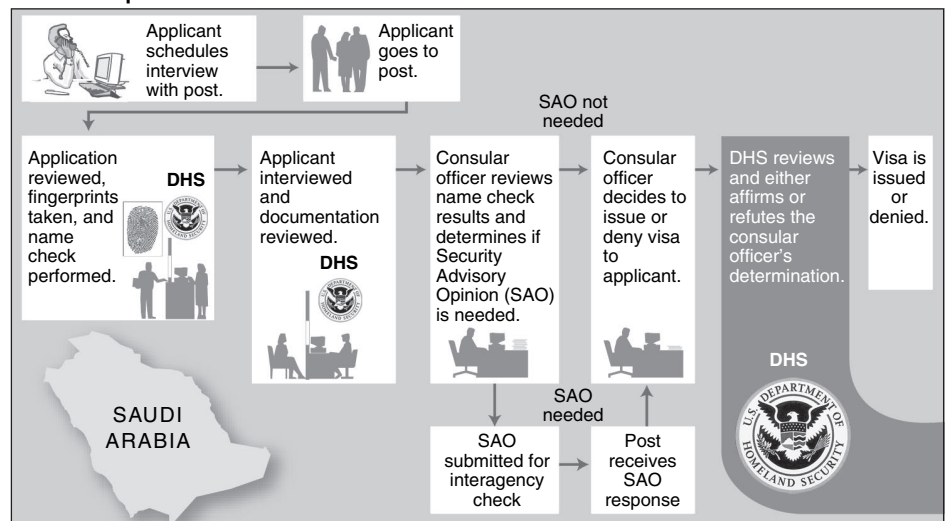 Applicant
schedules
interview
with post.
Applicant
goes to
post.
SAO not
needed
Application
reviewed,
fingerprints
taken, and
name
check
performed.
DHS
Applicant
interviewed
and
documentation
reviewed.
DHS
Consular
officer reviews
name check
results and
determines if
Security
Advisory
Opinion (SAO)
is needed.
Consular
officer
decides to
issue or
deny visa
to
applicant.
DHS reviews
and either
affirms or
refutes the
consular
officer's
determination.
Visa is
issued
or
denied.
DHS
U.S. DEPARTMENT OF
HOMELAND SECURITY
SAUDI
ARABIA
SAO
needed
SAO
submitted for
interagency
check
Post
receives
SAO
response